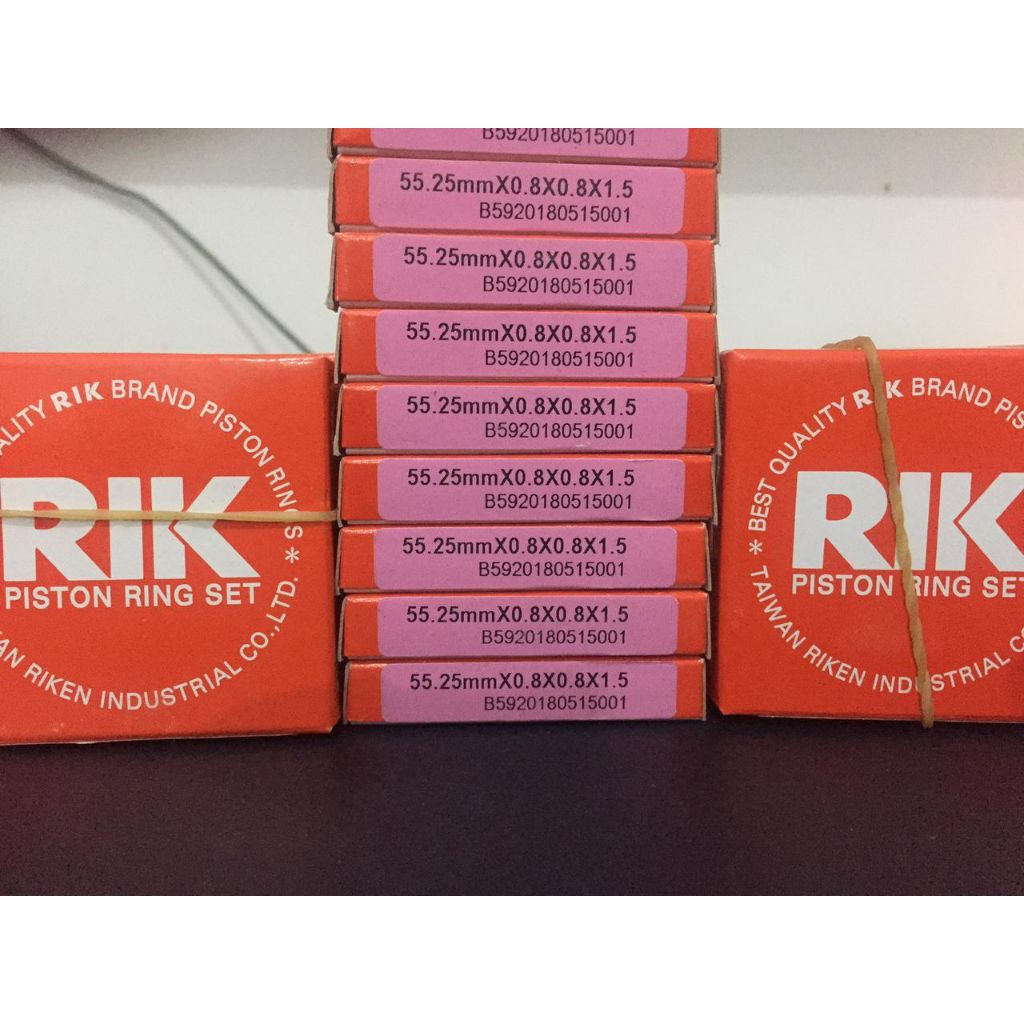 B5920180515001
55.25mmX0.8X0.8X1.5
B5920180515001
55.25mmX0.8X0.8X1.5
B5920180515001
55.25mmX0.8X0.8X1.5
B5920180515001
55.25mmX0.8X0.8X1.5
B5920180515001
55.25mmX0.8X0.8X1.5
B5920180515001
55.25mmX0.8X0.8X1.5
B5920180515001
55.25mmX0.8X0.8X1.5
B5920180515001
55.25mmX0.8X0.8X1.5
B5920180515001
RIK BRAND PISTON RINGS *
RIK
PISTON RING SET
RIKEN INDUSTRIAL CO.,LTD.
* BEST QUALITY RIK BRAND
RIK
PISTON RING SET
TAIWAN RIKEN INDUSTRIAL